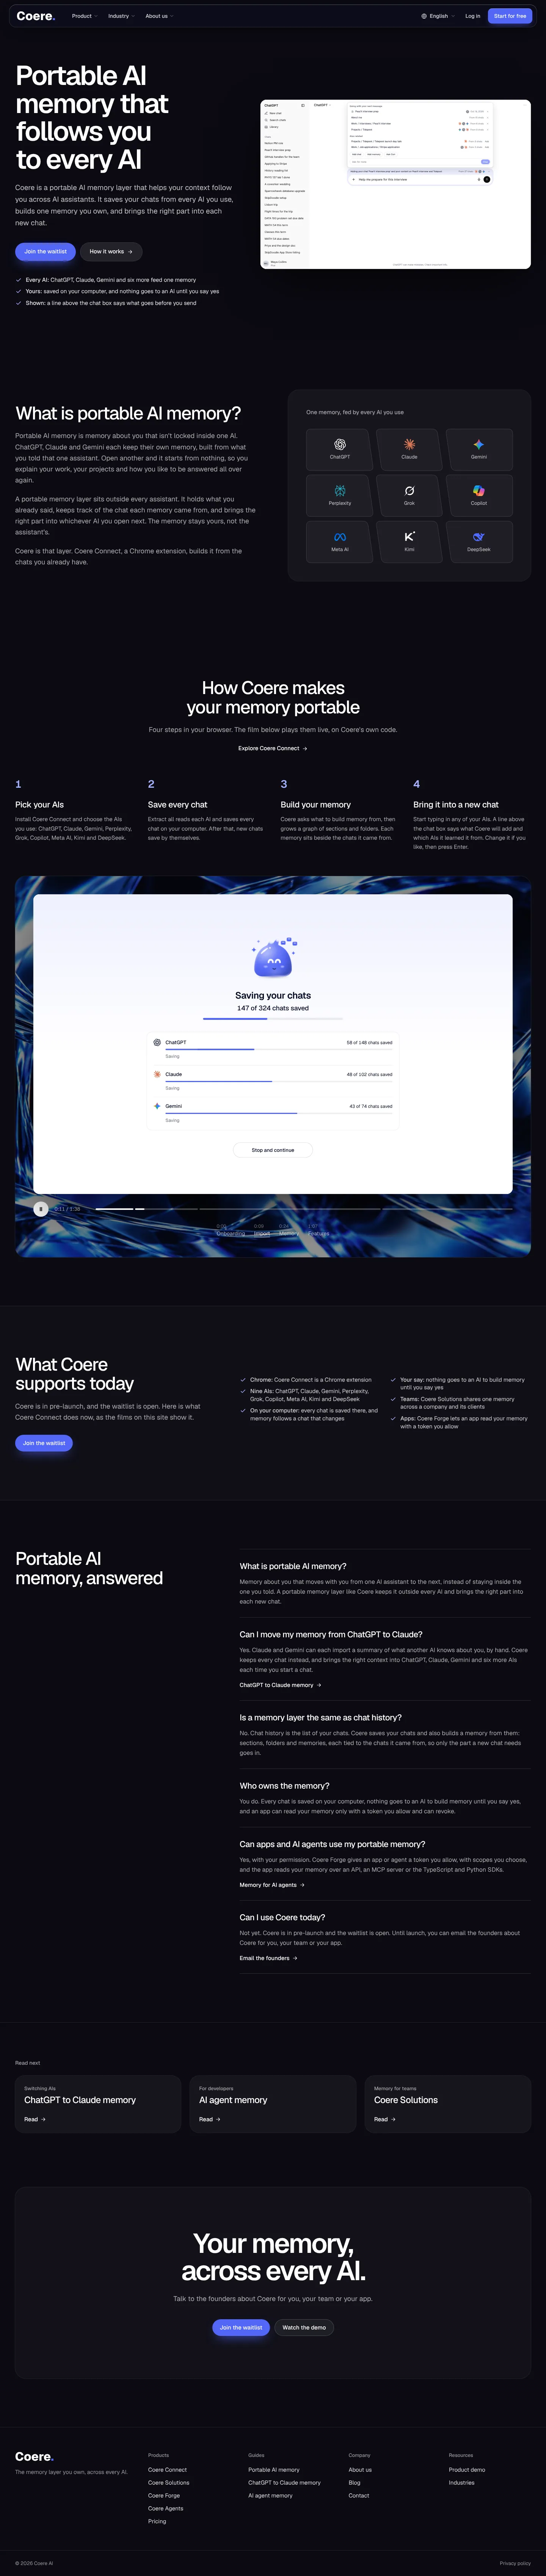 Coere.
Product
Industry
About us
English
Log in
Start for free
Portable AI
memory that
follows you
to every AI
Coere is a portable AI memory layer that helps your context follow
you across AI assistants. It saves your chats from every AI you use,
builds one memory you own, and brings the right part into each
new chat.
Join the waitlist
How it works →
Every AI: ChatGPT, Claude, Gemini and six more feed one memory
Yours: saved on your computer, and nothing goes to an AI until you say yes
Shown: a line above the chat box says what goes before you send
ChatGPT
New chat
Search chats
Library
ChatGPT
What is portable AI memory?
Portable AI memory is memory about you that isn't locked inside one AI.
ChatGPT, Claude and Gemini each keep their own memory, built from what
you told that one assistant. Open another AI and it starts from nothing, so you
explain your work, your projects and how you like to be answered all over
again.
A portable memory layer sits outside every assistant. It holds what you
already said, keeps track of the chat each memory came from, and brings the
right part into whichever AI you open next. The memory stays yours, not the
assistant's.
Coere is that layer. Coere Connect, a Chrome extension, builds it from the
chats you already have.
One memory, fed by every AI you use
ChatGPT
Claude
Gemini
Perplexity
Grok
Copilot
Meta AI
Kimi
DeepSeek
How Coere makes
your memory portable
Four steps in your browser. The film below plays them live, on Coere's own code.
Explore Coere Connect →
1
Pick your AIs
Install Coere Connect and choose the AIs
you use: ChatGPT, Claude, Gemini, Perplexity,
Grok, Copilot, Meta AI, Kimi and DeepSeek.
2
Save every chat
Extract all reads each AI and saves every
chat on your computer. After that, new chats
save by themselves.
3
Build your memory
Coere asks what to build memory from, then
grows a graph of sections and folders. Each
memory sits beside the chats it came from.
4
Bring it into a new chat
Start typing in any of your AIs. A line above
the chat box says what Coere will add and
which AIs it learned it from. Change it if you
like, then press Enter.
Saving your chats
147 of 324 chats saved
ChatGPT
58 of 148 chats saved
Saving
Claude
48 of 102 chats saved
Saving
Gemini
43 of 74 chats saved
Saving
Stop and continue
0:11 / 1:38
Onboarding
Import
Memory
Features
What Coere
supports today
Coere is in pre-launch, and the waitlist is open. Here is what
Coere Connect does now, as the films on this site show it.
Join the waitlist
Chrome: Coere Connect is a Chrome extension
Nine AIs: ChatGPT, Claude, Gemini, Perplexity,
Grok, Copilot, Meta AI, Kimi and DeepSeek
On your computer: every chat is saved there, and
memory follows a chat that changes
Your say: nothing goes to an AI to build memory
until you say yes
Teams: Coere Solutions shares one memory
across a company and its clients
Apps: Coere Forge lets an app read your memory
with a token you allow
Portable AI
memory, answered
What is portable AI memory?
Memory about you that moves with you from one AI assistant to the next, instead of staying inside the
one you told. A portable memory layer like Coere keeps it outside every AI and brings the right part into
each new chat.
Can I move my memory from ChatGPT to Claude?
Yes. Claude and Gemini can each import a summary of what another AI knows about you, by hand. Coere
keeps every chat instead, and brings the right context into ChatGPT, Claude, Gemini and six more AIs
each time you start a chat.
ChatGPT to Claude memory →
Is a memory layer the same as chat history?
No. Chat history is the list of your chats. Coere saves your chats and also builds a memory from them:
sections, folders and memories, each tied to the chats it came from, so only the part a new chat needs
goes in.
Who owns the memory?
You do. Every chat is saved on your computer, nothing goes to an AI to build memory until you say yes,
and an app can read your memory only with a token you allow and can revoke.
Can apps and AI agents use my portable memory?
Yes, with your permission. Coere Forge gives an app or agent a token you allow, with scopes you choose,
and the app reads your memory over an API, an MCP server or the TypeScript and Python SDKs.
Memory for AI agents →
Can I use Coere today?
Not yet. Coere is in pre-launch and the waitlist is open. Until launch, you can email the founders about
Coere for you, your team or your app.
Email the founders →
Read next
Switching AIs
ChatGPT to Claude memory
Read →
For developers
AI agent memory
Read →
Memory for teams
Coere Solutions
Read →
Your memory,
across every AI.
Talk to the founders about Coere for you, your team or your app.
Join the waitlist
Watch the demo
Coere.
The memory layer you own, across every AI.
Products
Coere Connect
Coere Solutions
Coere Forge
Coere Agents
Pricing
Guides
Portable AI memory
ChatGPT to Claude memory
AI agent memory
Company
About us
Blog
Contact
Resources
Product demo
Industries
© 2026 Coere AI
Privacy policy